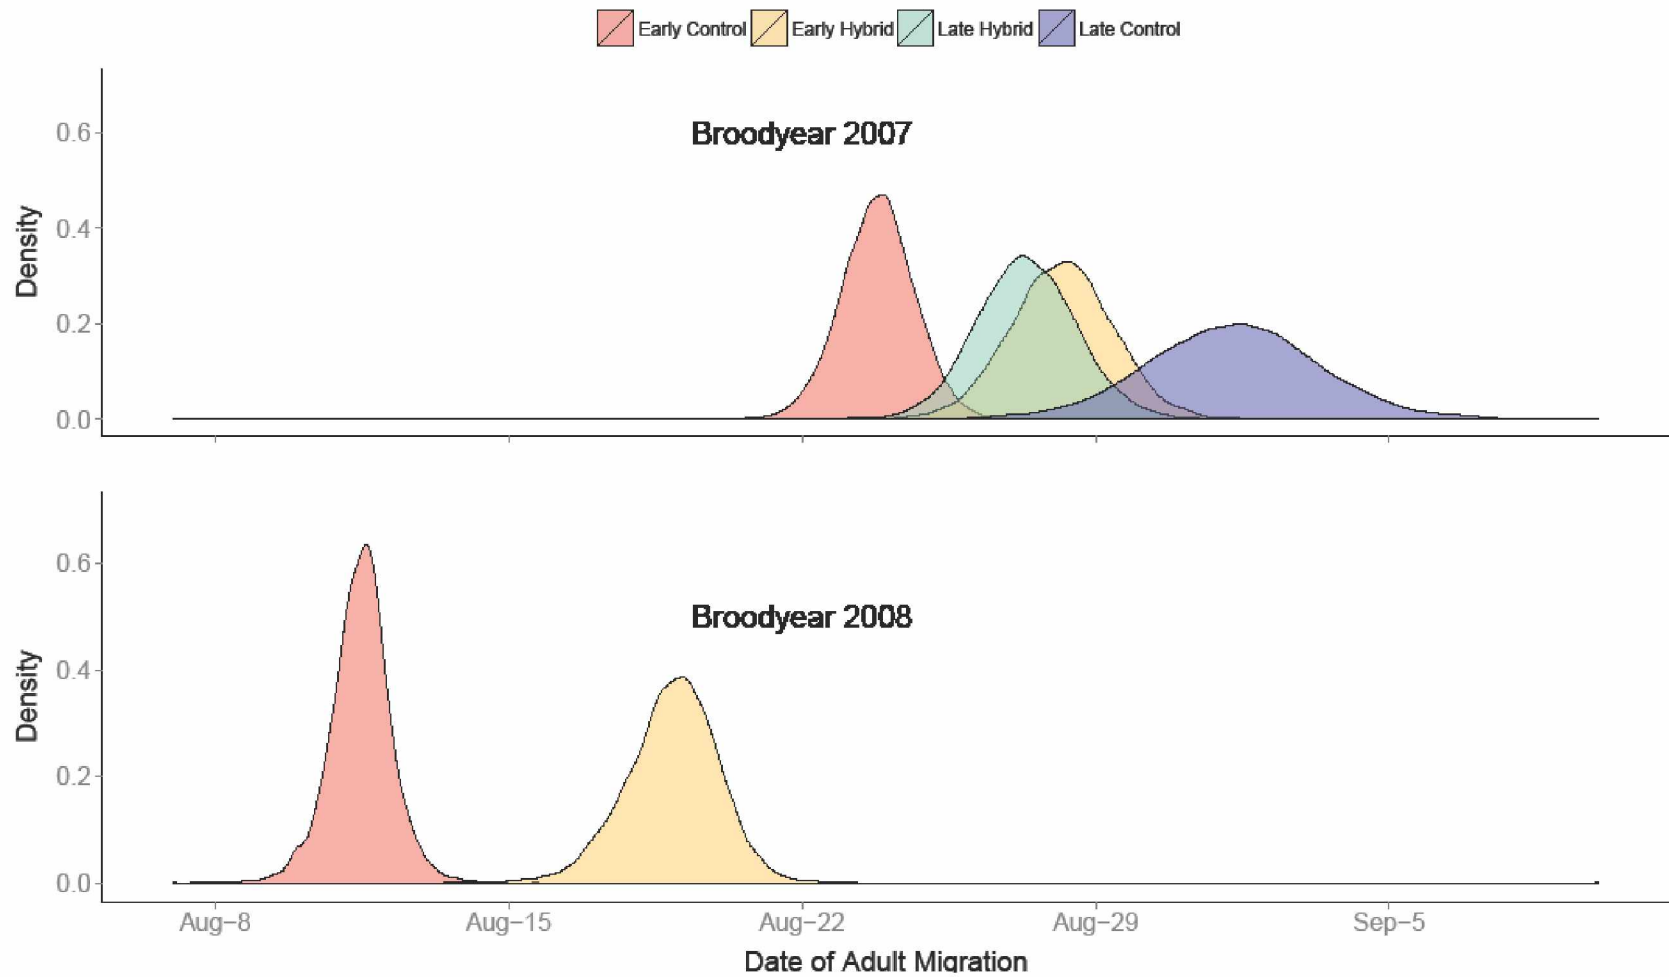 Early Control Early Hybrid Late Hybrid Late Control
Broodyear 2007
Density
0.6
0.4
0.2
0.0
Broodyear 2008
Density
0.6
0.4
0.2
0.0
Aug–8 Aug–15 Aug–22 Aug–29 Sep–5
Date of Adult Migration